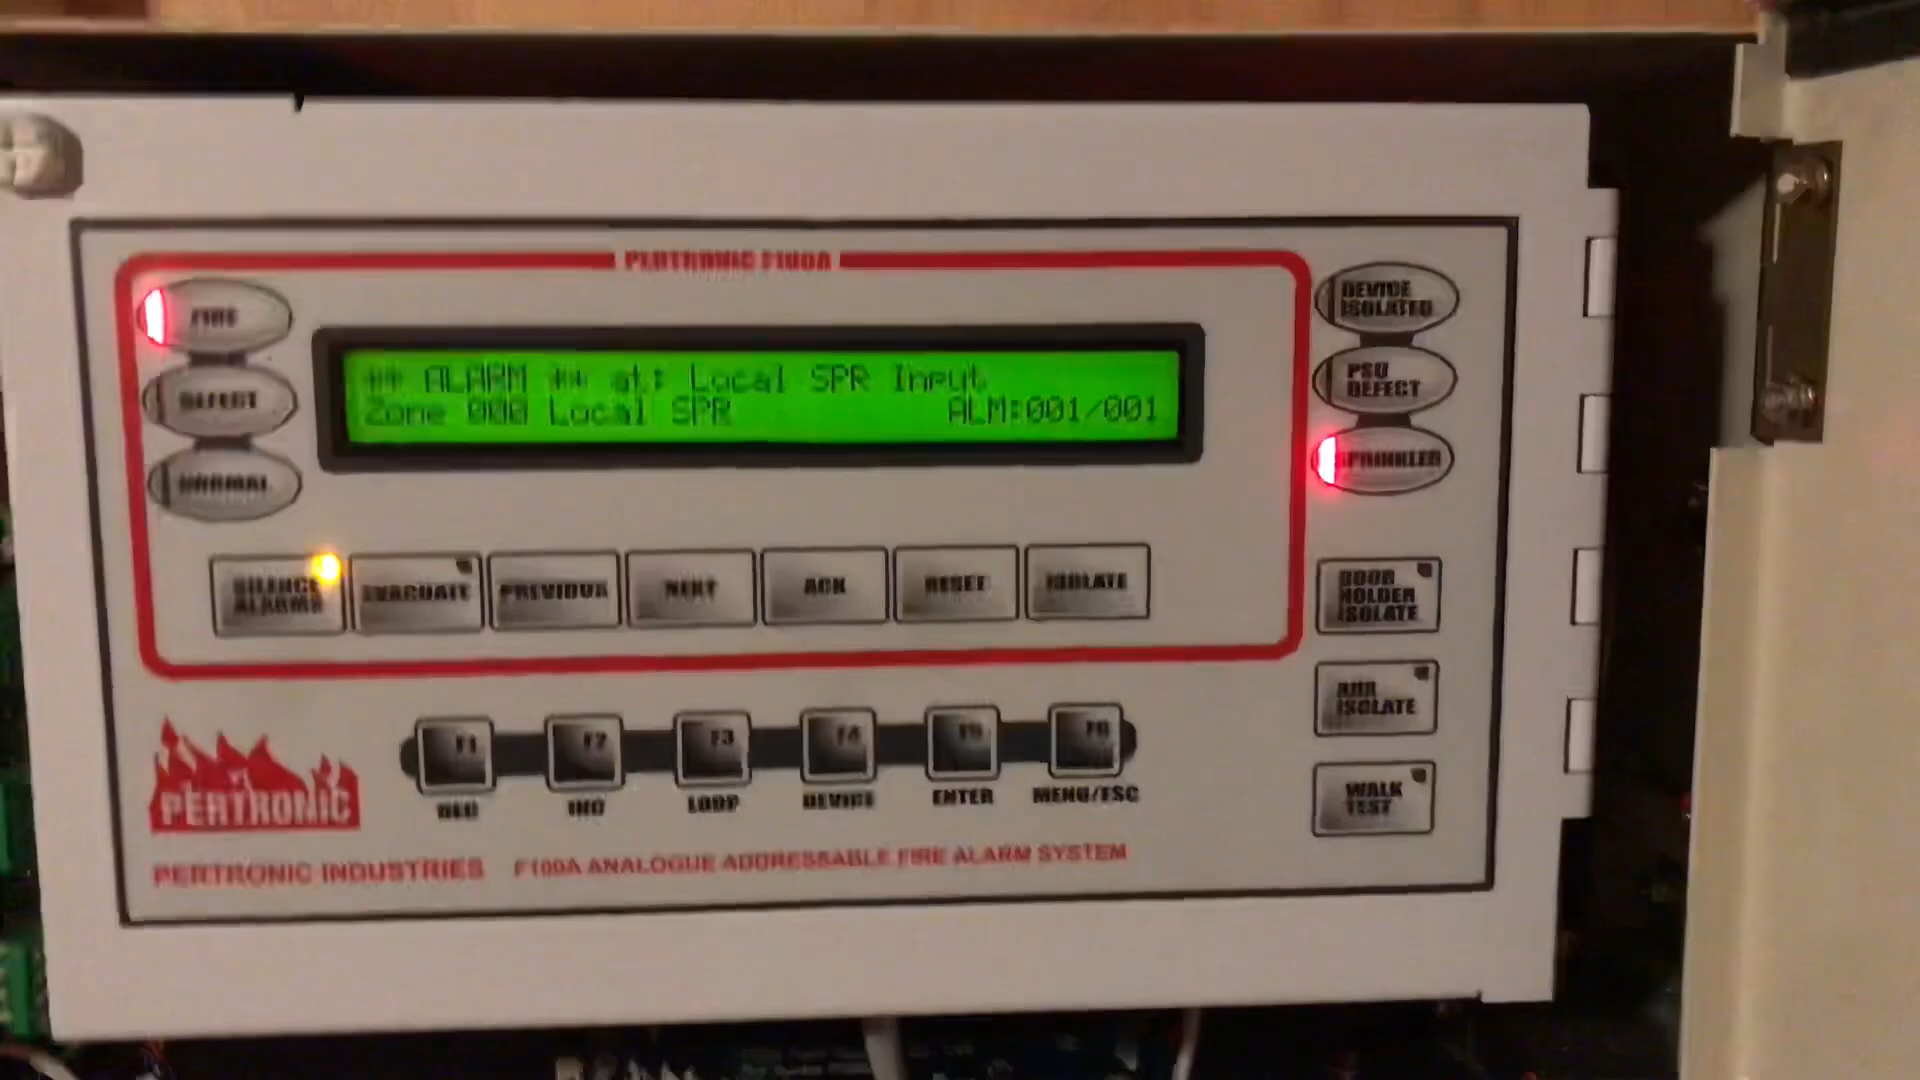 PERTRONIC F100A
FIRE
DEFECT
NORMAL
** ALARM ** at: Local SPR Input
Zone 000 Local SPR ALM:001/001
DEVICE
ISOLATED
PSU
DEFECT
SPRINKLER
SILENCE
ALARMS
EVACUATE
PREVIOUS
NEXT
ACK
RESET
ISOLATE
DOOR
HOLDER
ISOLATE
AUX
ISOLATE
WALK
TEST
F1
F2
F3
F4
F5
F6
DEC
INC
LOOP
DEVICE
ENTER
MENU/ESC
PERTRONIC
PERTRONIC INDUSTRIES F100A ANALOGUE ADDRESSABLE FIRE ALARM SYSTEM